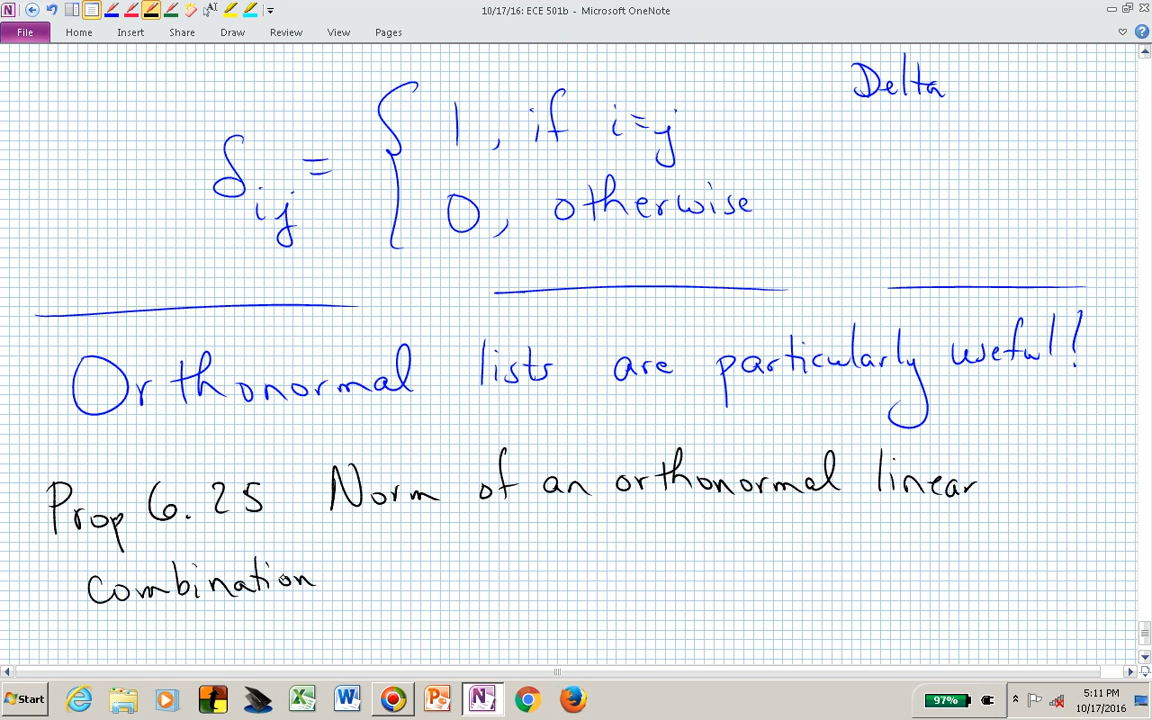 10/17/16: ECE 501b - Microsoft OneNote
File Home Insert Share Draw Review View Pages
Delta
δij = { 1, if i=j
0, otherwise
Orthonormal lists are particularly useful!
Prop 6.25 Norm of an orthonormal linear
combination
Start
97%
5:11 PM
10/17/2016